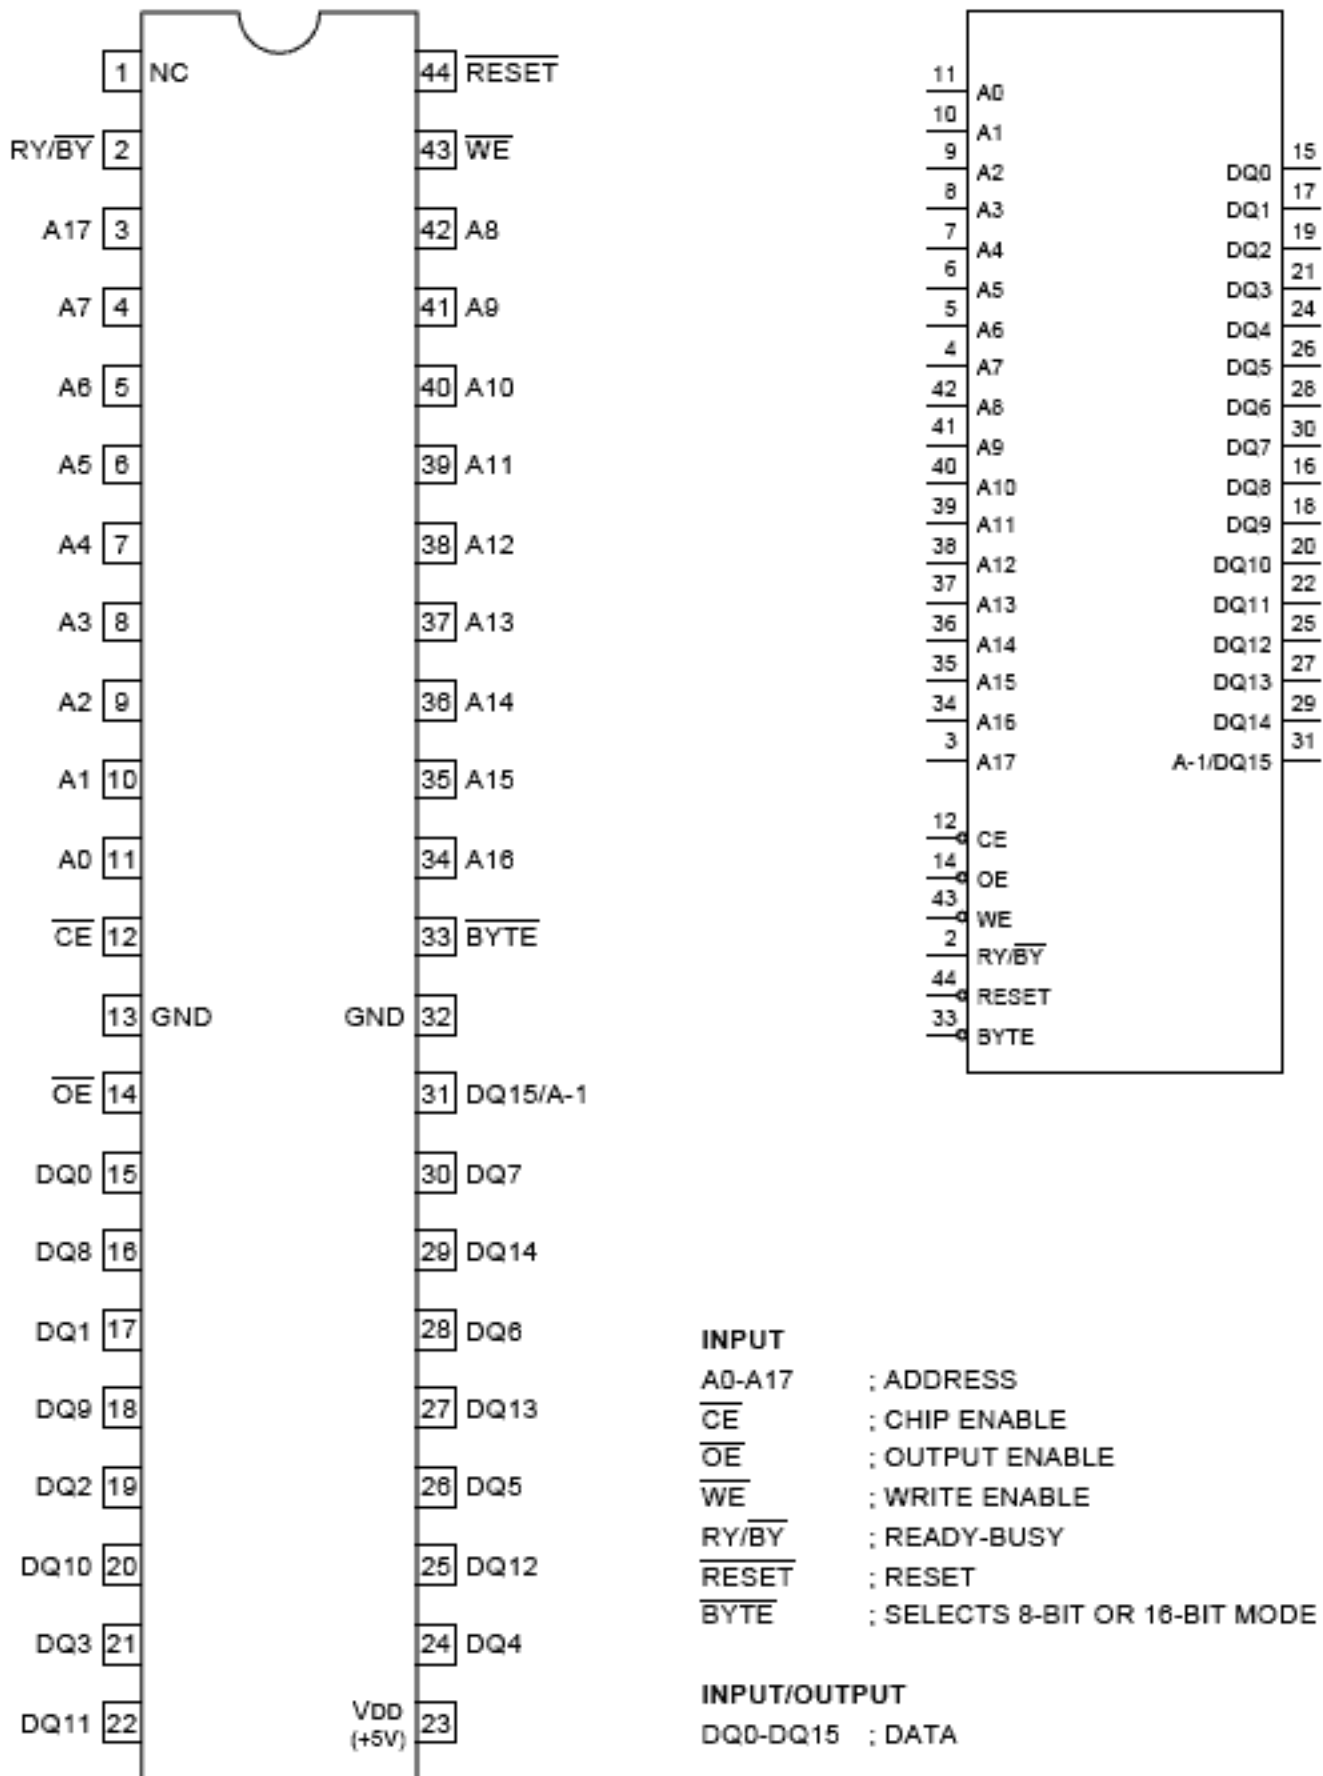 1 NC 44 RESET
RY/BY 2 43 WE
A17 3 42 A8
A7 4 41 A9
A6 5 40 A10
A5 6 39 A11
A4 7 38 A12
A3 8 37 A13
A2 9 36 A14
A1 10 35 A15
A0 11 34 A16
CE 12 33 BYTE
13 GND GND 32
OE 14 31 DQ15/A-1
DQ0 15 30 DQ7
DQ8 16 29 DQ14
DQ1 17 28 DQ6
DQ9 18 27 DQ13
DQ2 19 26 DQ5
DQ10 20 25 DQ12
DQ3 21 24 DQ4
DQ11 22 VDD 23
(+5V)
11 A0
10 A1
9 A2
8 A3
7 A4
6 A5
5 A6
4 A7
42 A8
41 A9
40 A10
39 A11
38 A12
37 A13
36 A14
35 A15
34 A16
3 A17
12 CE
14 OE
43 WE
2 RY/BY
44 RESET
33 BYTE
DQ0 15
DQ1 17
DQ2 19
DQ3 21
DQ4 24
DQ5 26
DQ6 28
DQ7 30
DQ8 16
DQ9 18
DQ10 20
DQ11 22
DQ12 25
DQ13 27
DQ14 29
A-1/DQ15 31
INPUT
A0-A17 ; ADDRESS
CE ; CHIP ENABLE
OE ; OUTPUT ENABLE
WE ; WRITE ENABLE
RY/BY ; READY-BUSY
RESET ; RESET
BYTE ; SELECTS 8-BIT OR 16-BIT MODE
INPUT/OUTPUT
DQ0-DQ15 ; DATA